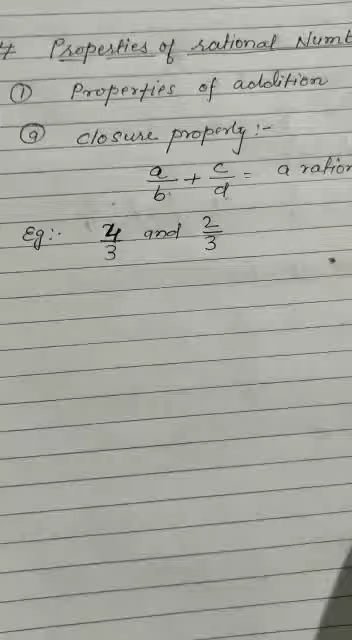 Properties of rational Numb
① Properties of addition
ⓐ closure property :-
a/b + c/d = a ration
Eg:- 4/3 and 2/3